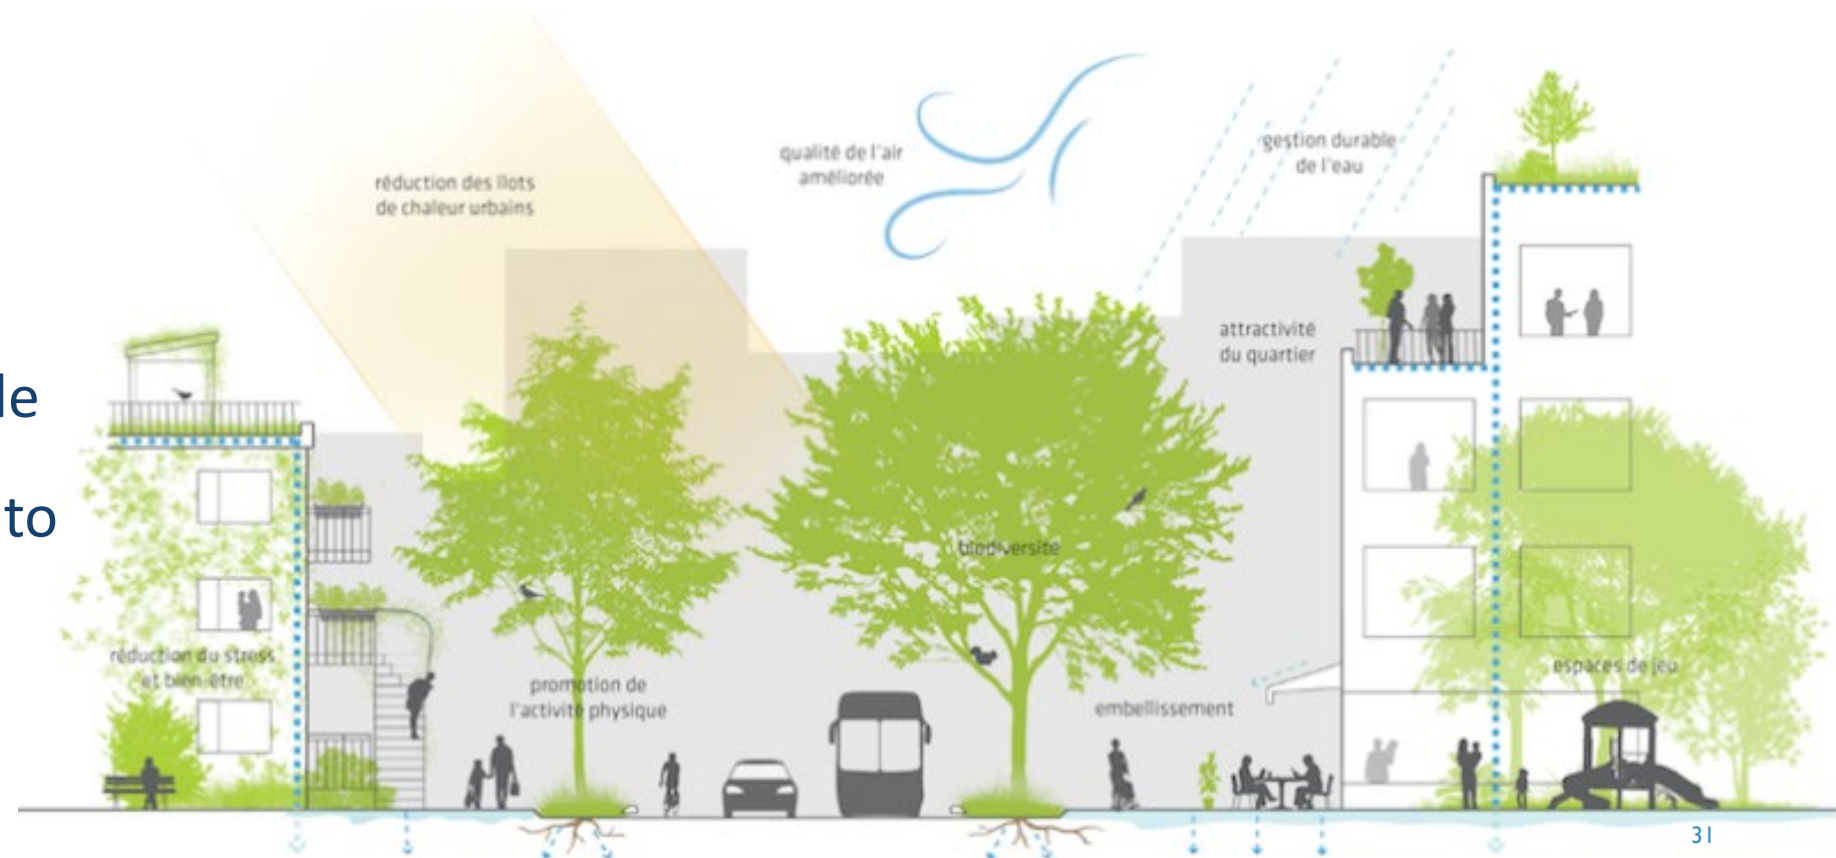 réduction des îlots
de chaleur urbains
qualité de l'air
améliorée
gestion durable
de l'eau
attractivité
du quartier
le
to
biodiversité
réduction du stress
et bien-être
promotion de
l'activité physique
embellissement
espaces de jeu
31